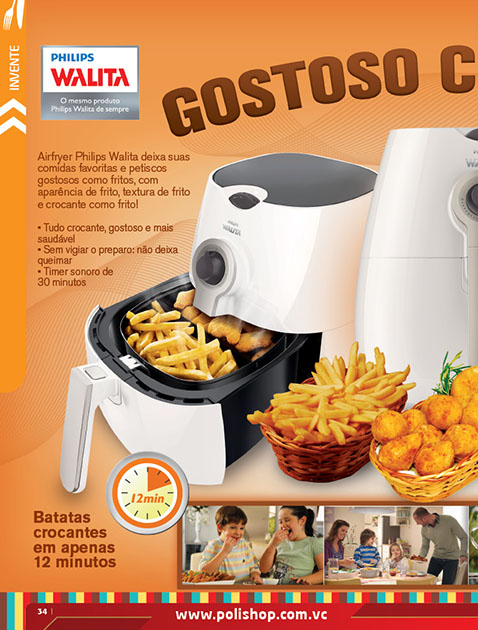 INVENTE
PHILIPS
WALITA
O mesmo produto
Philips Walita de sempre
GOSTOSO C
Airfryer Philips Walita deixa suas
comidas favoritas e petiscos
gostosos como fritos, com
aparência de frito, textura de frito
e crocante como frito!
• Tudo crocante, gostoso e mais
saudável
• Sem vigiar o preparo: não deixa
queimar
• Timer sonoro de
30 minutos
PHILIPS
WALITA
WA
12min
Batatas
crocantes
em apenas
12 minutos
34 |
www.polishop.com.vc